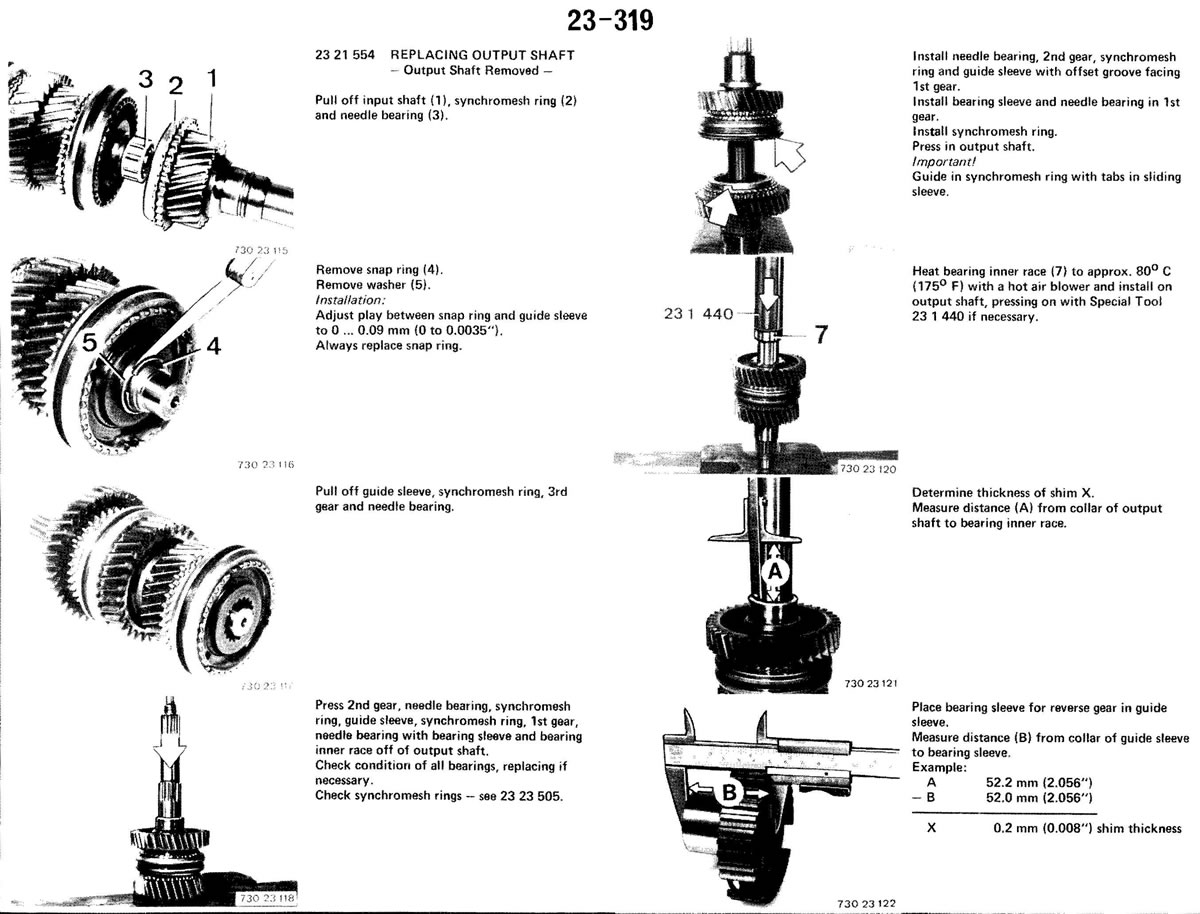 23-319
23 21 554 REPLACING OUTPUT SHAFT
– Output Shaft Removed –
Pull off input shaft (1), synchromesh ring (2)
and needle bearing (3).
3 2 1
730 23 115
Remove snap ring (4).
Remove washer (5).
Installation:
Adjust play between snap ring and guide sleeve
to 0 ... 0.09 mm (0 to 0.0035“).
Always replace snap ring.
5 4
730 23 116
Pull off guide sleeve, synchromesh ring, 3rd
gear and needle bearing.
730 23 117
Press 2nd gear, needle bearing, synchromesh
ring, guide sleeve, synchromesh ring, 1st gear,
needle bearing with bearing sleeve and bearing
inner race off of output shaft.
Check condition of all bearings, replacing if
necessary.
Check synchromesh rings – see 23 23 505.
730 23 118
Install needle bearing, 2nd gear, synchromesh
ring and guide sleeve with offset groove facing
1st gear.
Install bearing sleeve and needle bearing in 1st
gear.
Install synchromesh ring.
Press in output shaft.
Important!
Guide in synchromesh ring with tabs in sliding
sleeve.
Heat bearing inner race (7) to approx. 80º C
(175º F) with a hot air blower and install on
output shaft, pressing on with Special Tool
23 1 440 if necessary.
23 1 440
7
730 23 120
Determine thickness of shim X.
Measure distance (A) from collar of output
shaft to bearing inner race.
A
730 23 121
Place bearing sleeve for reverse gear in guide
sleeve.
Measure distance (B) from collar of guide sleeve
to bearing sleeve.
Example:
A 52.2 mm (2.056“)
– B 52.0 mm (2.056“)
X 0.2 mm (0.008“) shim thickness
B
730 23 122